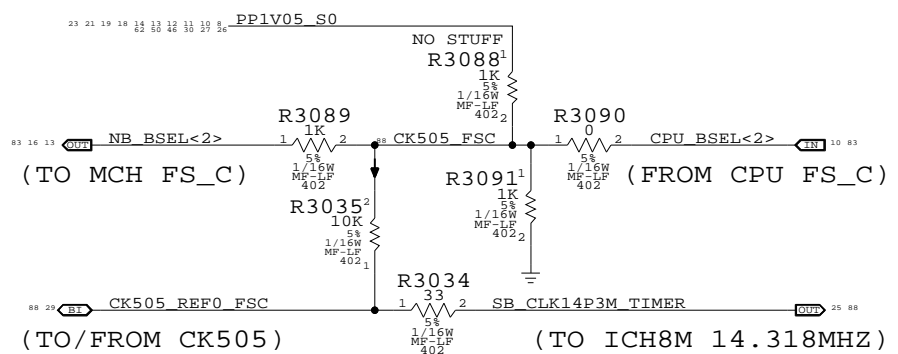 23 21 19 18 14 13 12 11 10 8 PP1V05_S0
62 50 46 30 27 26
NO STUFF
R3088 1
1K
5%
1/16W
MF-LF
402 2
R3089
1 1K 2
5%
1/16W
MF-LF
402
R3090
1 0 2
5%
1/16W
MF-LF
402
83 16 13 OUT NB_BSEL<2>
88 CK505_FSC
CPU_BSEL<2> IN 10 83
(TO MCH FS_C)
(FROM CPU FS_C)
R3091 1
1K
5%
1/16W
MF-LF
402 2
R3035 2
10K
5%
1/16W
MF-LF
402 1
R3034
1 33 2
5%
1/16W
MF-LF
402
88 29 BI CK505_REF0_FSC
SB_CLK14P3M_TIMER OUT 25 88
(TO/FROM CK505)
(TO ICH8M 14.318MHZ)